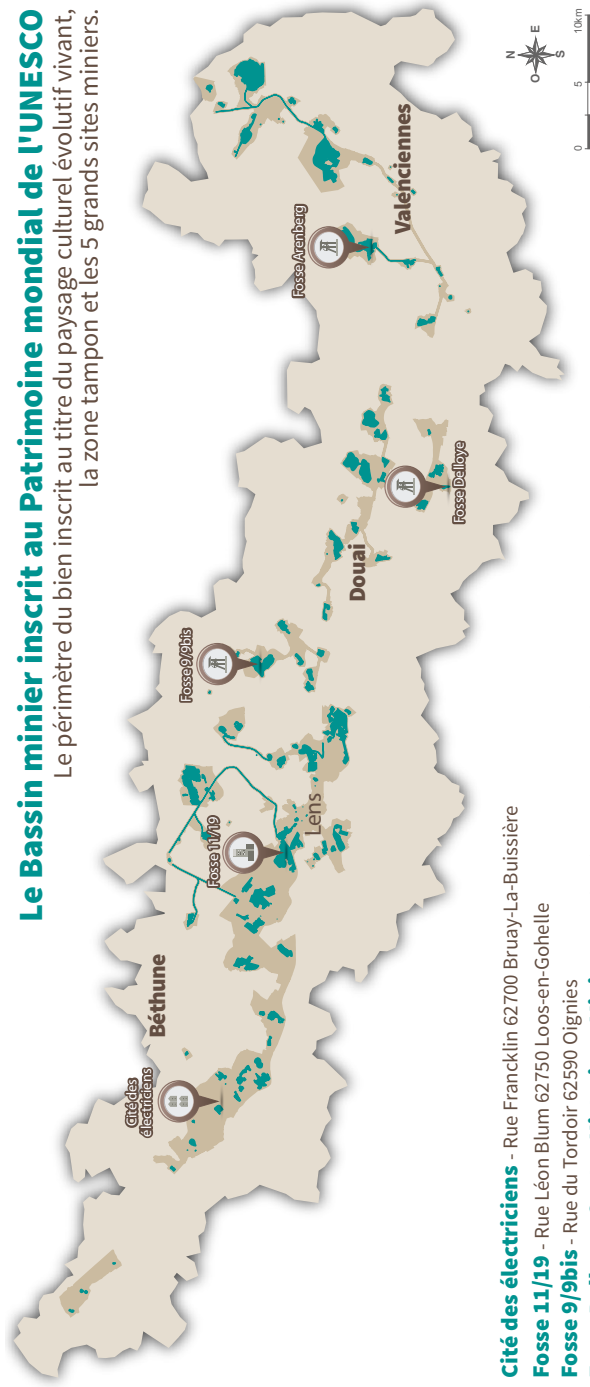 Le Bassin minier inscrit au Patrimoine mondial de l'UNESCO
Le périmètre du bien inscrit au titre du paysage culturel évolutif vivant,
la zone tampon et les 5 grands sites miniers.
Cité des
électriciens
Béthune
Fosse 11/19
Lens
Fosse 9/9bis
Douai
Fosse Delloye
Fosse Arenberg
Valenciennes
N
O
E
S
0
5
10km
Cité des électriciens - Rue Francklin 62700 Bruay-La-Buissière
Fosse 11/19 - Rue Léon Blum 62750 Loos-en-Gohelle
Fosse 9/9bis - Rue du Tordoir 62590 Oignies